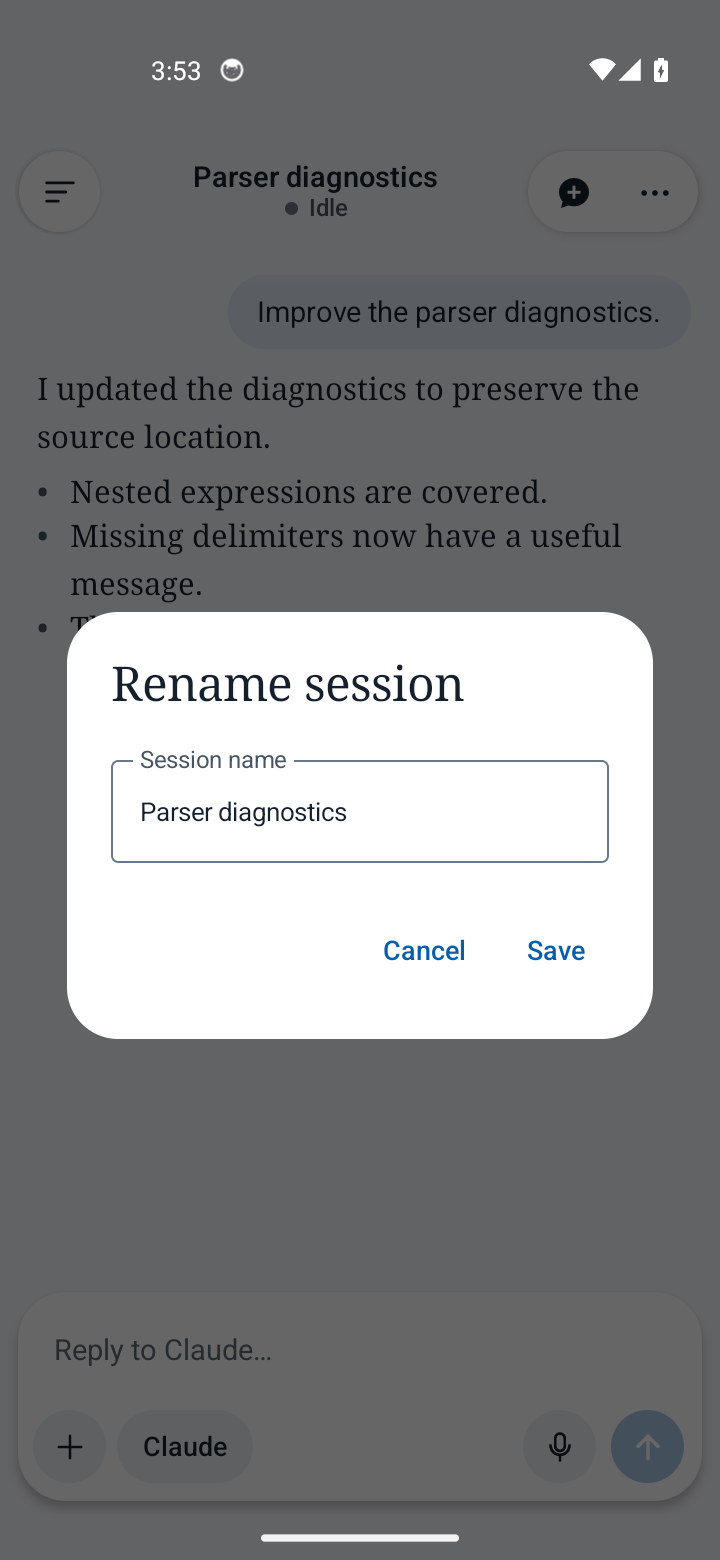 3:53
Parser diagnostics
Idle
Improve the parser diagnostics.
I updated the diagnostics to preserve the
source location.
• Nested expressions are covered.
• Missing delimiters now have a useful
message.
•
Rename session
Session name
Parser diagnostics
Cancel
Save
Reply to Claude...
Claude